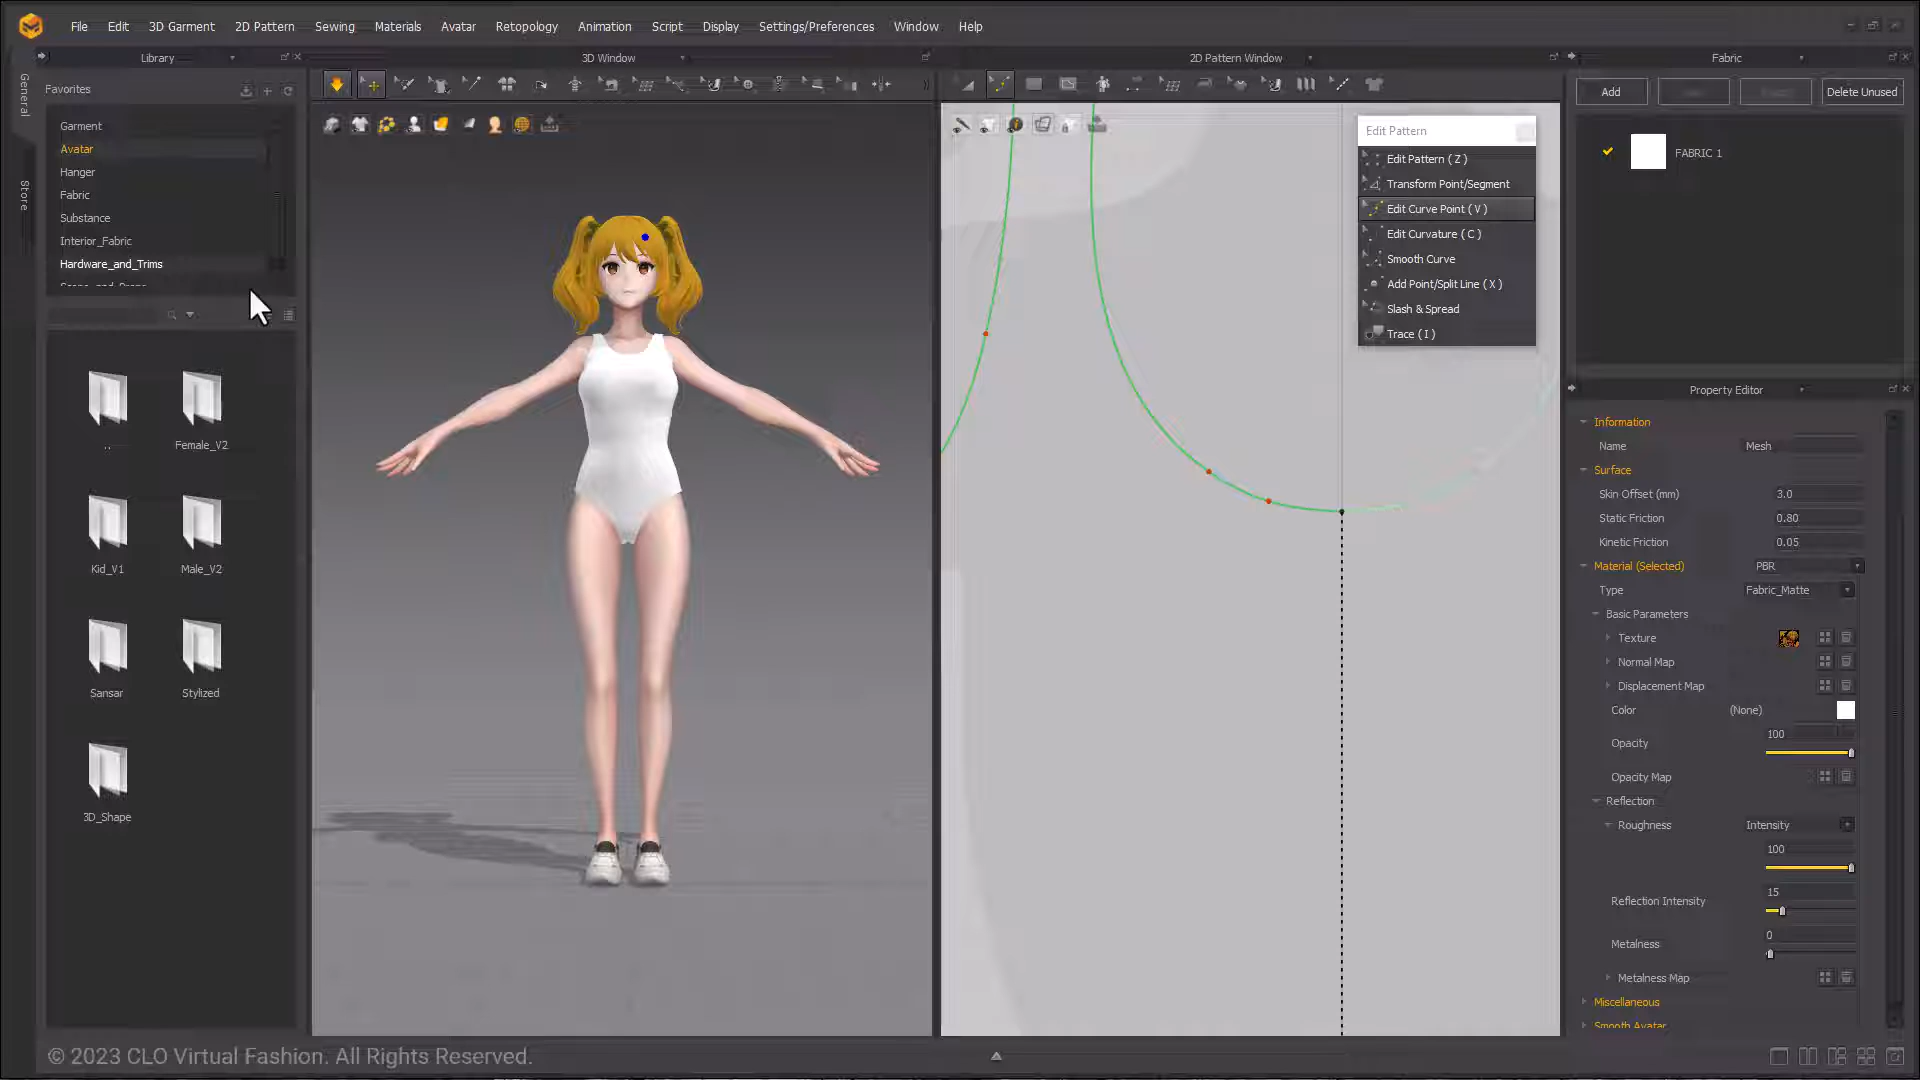 File Edit 3D Garment 2D Pattern Sewing Materials Avatar Retopology Animation Script Display Settings/Preferences Window Help
Library
3D Window
2D Pattern Window
Fabric
General
Store
Favorites
Garment
Avatar
Hanger
Fabric
Substance
Interior_Fabric
Hardware_and_Trims
..
Female_V2
Kid_V1
Male_V2
Sansar
Stylized
3D_Shape
Edit Pattern
Edit Pattern ( Z )
Transform Point/Segment
Edit Curve Point ( V )
Edit Curvature ( C )
Smooth Curve
Add Point/Split Line ( X )
Slash & Spread
Trace ( I )
Add
Delete Unused
FABRIC 1
Property Editor
Information
Name Mesh
Surface
Skin Offset (mm) 3.0
Static Friction 0.80
Kinetic Friction 0.05
Material (Selected) PBR
Type Fabric_Matte
Basic Parameters
Texture
Normal Map
Displacement Map
Color (None)
Opacity 100
Opacity Map
Reflection
Roughness Intensity
100
Reflection Intensity 15
Metalness 0
Metalness Map
Miscellaneous
Smooth Avatar
© 2023 CLO Virtual Fashion. All Rights Reserved.